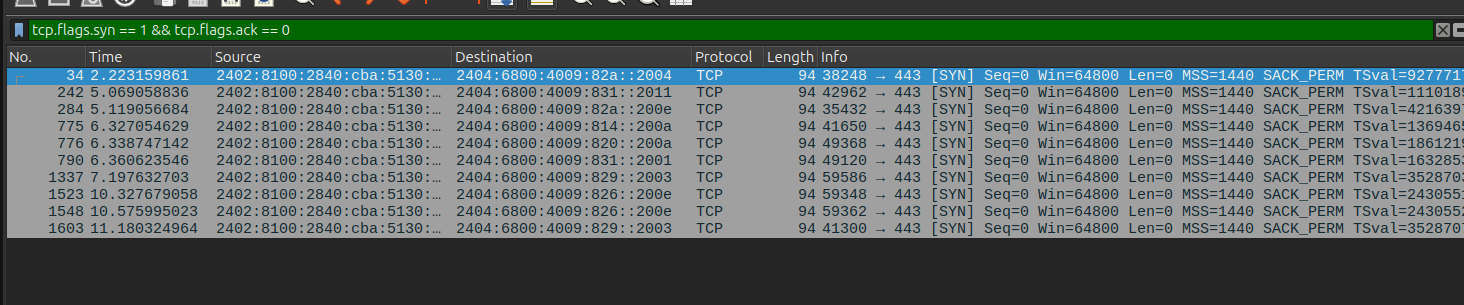 tcp.flags.syn == 1 && tcp.flags.ack == 0
No. Time Source Destination Protocol Length Info
34 2.223159861 2402:8100:2840:cba:5130:… 2404:6800:4009:82a::2004 TCP 94 38248 → 443 [SYN] Seq=0 Win=64800 Len=0 MSS=1440 SACK_PERM TSval=9277717
242 5.069058836 2402:8100:2840:cba:5130:… 2404:6800:4009:831::2011 TCP 94 42962 → 443 [SYN] Seq=0 Win=64800 Len=0 MSS=1440 SACK_PERM TSval=1110189
284 5.119056684 2402:8100:2840:cba:5130:… 2404:6800:4009:82a::200e TCP 94 35432 → 443 [SYN] Seq=0 Win=64800 Len=0 MSS=1440 SACK_PERM TSval=4216397
775 6.327054629 2402:8100:2840:cba:5130:… 2404:6800:4009:814::200a TCP 94 41650 → 443 [SYN] Seq=0 Win=64800 Len=0 MSS=1440 SACK_PERM TSval=1369465
776 6.338747142 2402:8100:2840:cba:5130:… 2404:6800:4009:820::200a TCP 94 49368 → 443 [SYN] Seq=0 Win=64800 Len=0 MSS=1440 SACK_PERM TSval=1861219
790 6.360623546 2402:8100:2840:cba:5130:… 2404:6800:4009:831::2001 TCP 94 49120 → 443 [SYN] Seq=0 Win=64800 Len=0 MSS=1440 SACK_PERM TSval=1632853
1337 7.197632703 2402:8100:2840:cba:5130:… 2404:6800:4009:829::2003 TCP 94 59586 → 443 [SYN] Seq=0 Win=64800 Len=0 MSS=1440 SACK_PERM TSval=3528703
1523 10.327679058 2402:8100:2840:cba:5130:… 2404:6800:4009:826::200e TCP 94 59348 → 443 [SYN] Seq=0 Win=64800 Len=0 MSS=1440 SACK_PERM TSval=2430551
1548 10.575995023 2402:8100:2840:cba:5130:… 2404:6800:4009:826::200e TCP 94 59362 → 443 [SYN] Seq=0 Win=64800 Len=0 MSS=1440 SACK_PERM TSval=2430552
1603 11.180324964 2402:8100:2840:cba:5130:… 2404:6800:4009:829::2003 TCP 94 41300 → 443 [SYN] Seq=0 Win=64800 Len=0 MSS=1440 SACK_PERM TSval=3528707